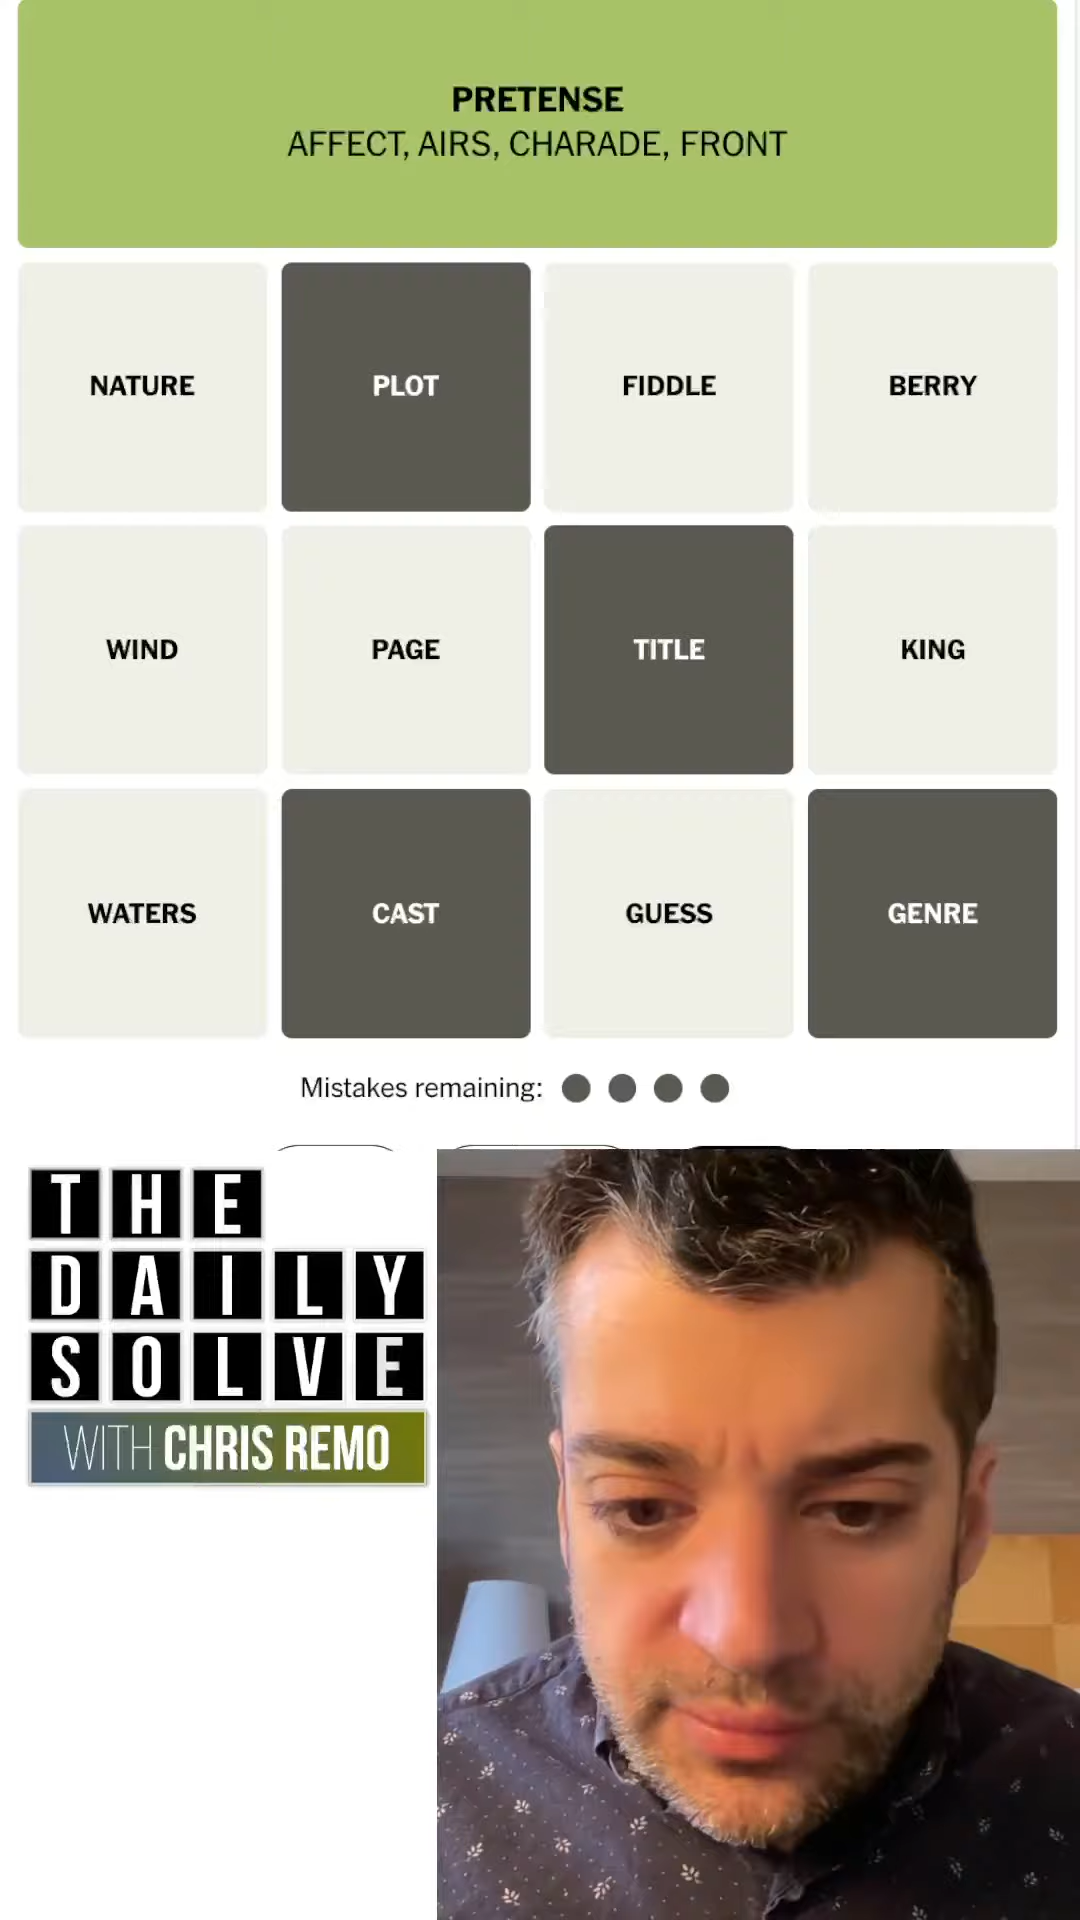 PRETENSE
AFFECT, AIRS, CHARADE, FRONT
NATURE PLOT FIDDLE BERRY
WIND PAGE TITLE KING
WATERS CAST GUESS GENRE
Mistakes remaining:
THE
DAILY
SOLVE
WITH CHRIS REMO